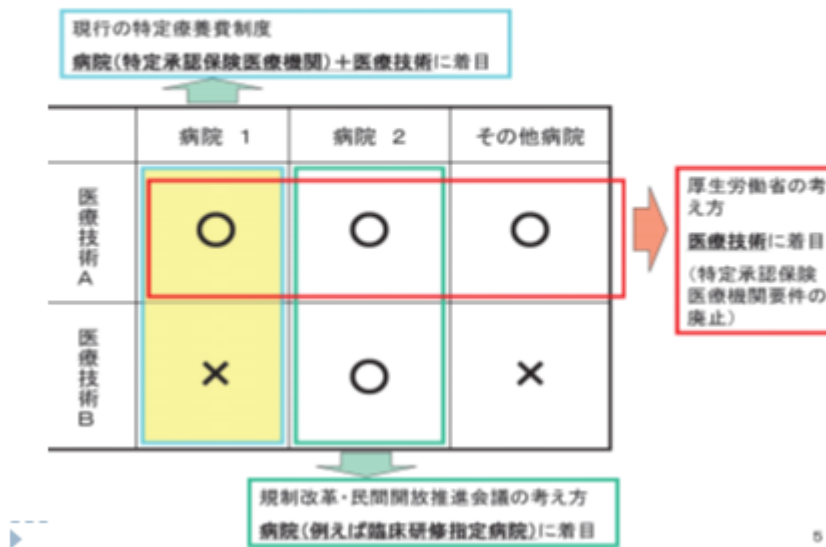 現行の特定療養費制度
病院(特定承認保険医療機関)+医療技術に着目
病院 1
病院 2
その他病院
医療技術A
○
○
○
医療技術B
×
○
×
厚生労働省の考
え方
医療技術に着目
(特定承認保険
医療機関要件の
廃止)
規制改革・民間開放推進会議の考え方
病院(例えば臨床研修指定病院)に着目
5